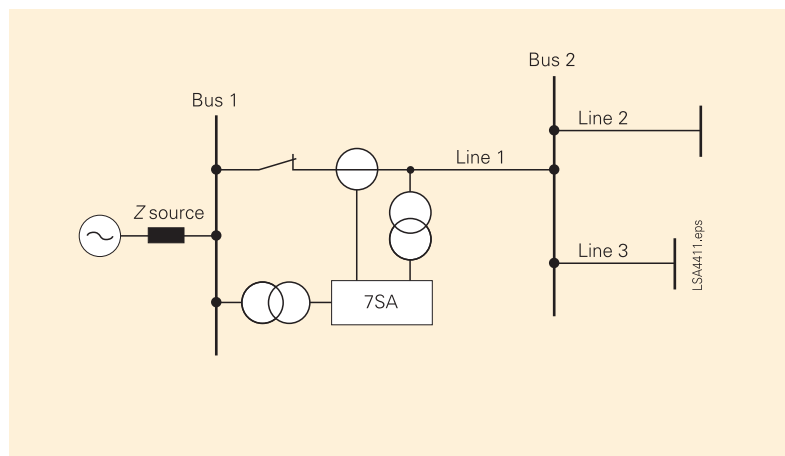 Bus 2
Line 2
Bus 1
Line 1
Z source
Line 3
7SA
LSA4411.eps